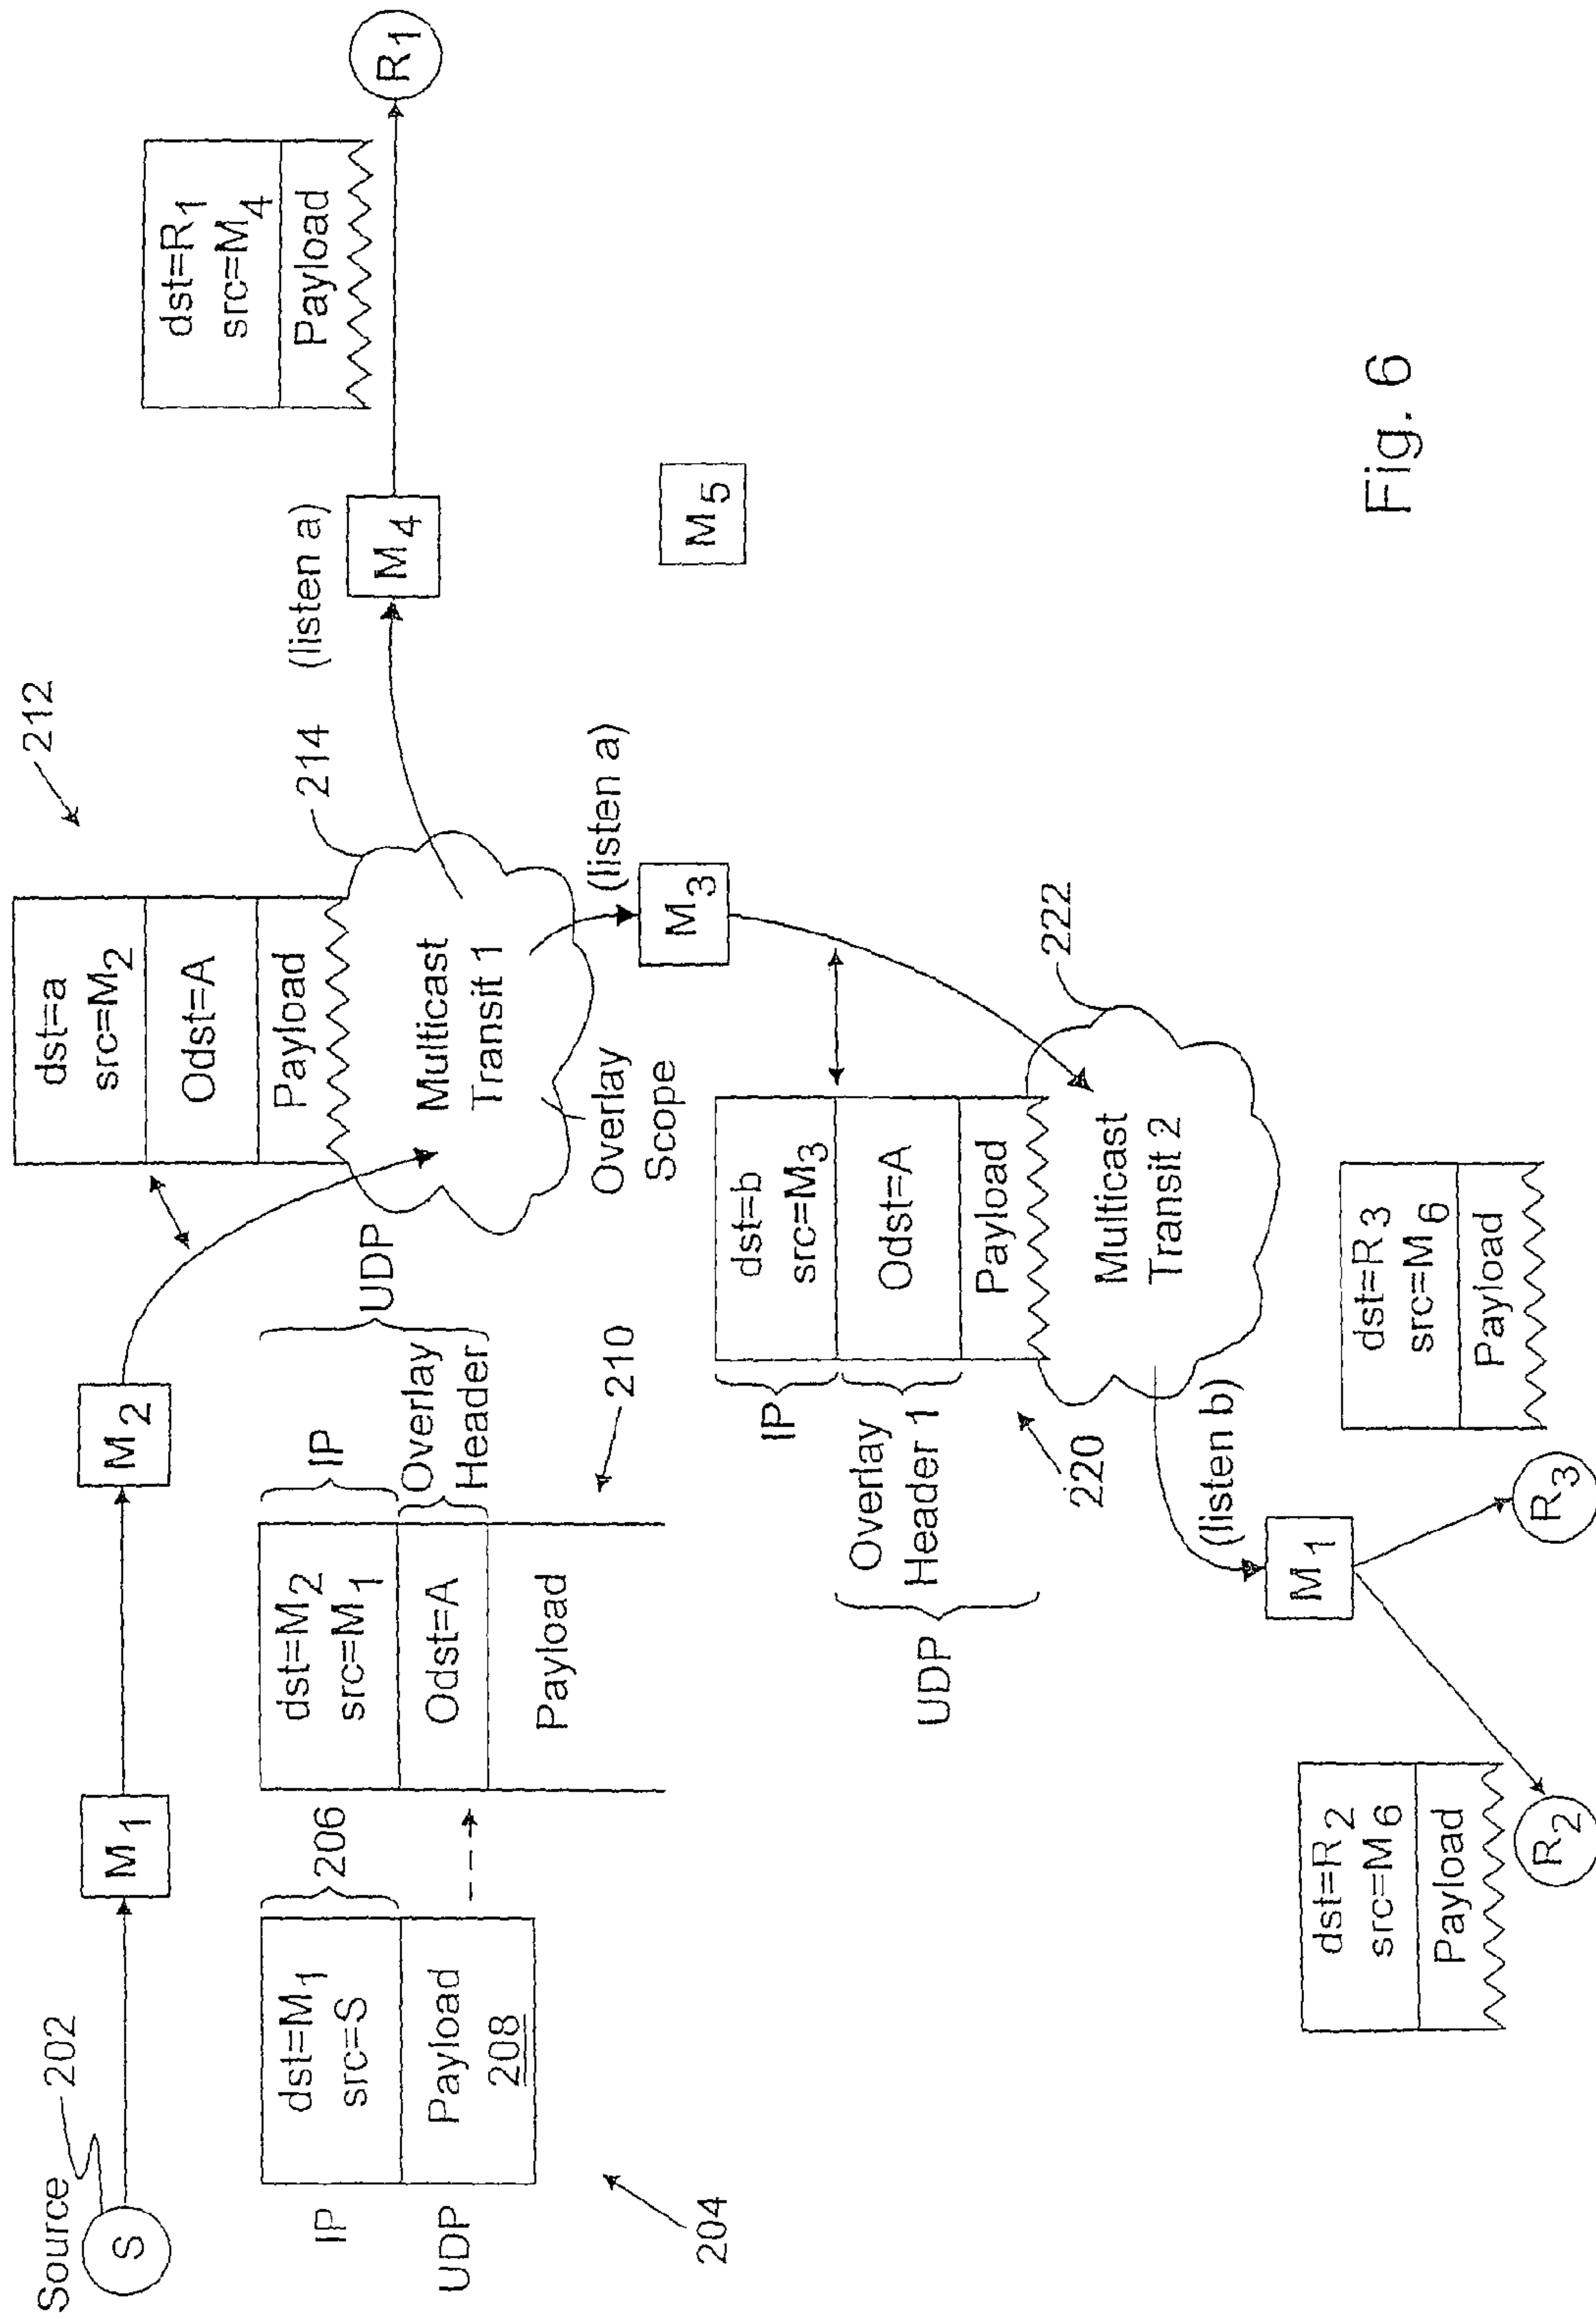 Source
202
S
M1
M2
IP
UDP
dst=M1
src=S
Payload
208
206
204
dst=M2
src=M1
Odst=A
Payload
IP
Overlay
Header
UDP
210
dst=a
src=M2
Odst=A
Payload
212
Multicast
Transit 1
Overlay
Scope
214
(listen a)
M4
dst=R1
src=M4
Payload
R1
(listen a)
M3
M5
IP
Overlay
Header 1
UDP
220
dst=b
src=M3
Odst=A
Payload
222
Multicast
Transit 2
(listen b)
M1
dst=R2
src=M6
Payload
R2
dst=R3
src=M6
Payload
R3
Fig. 6